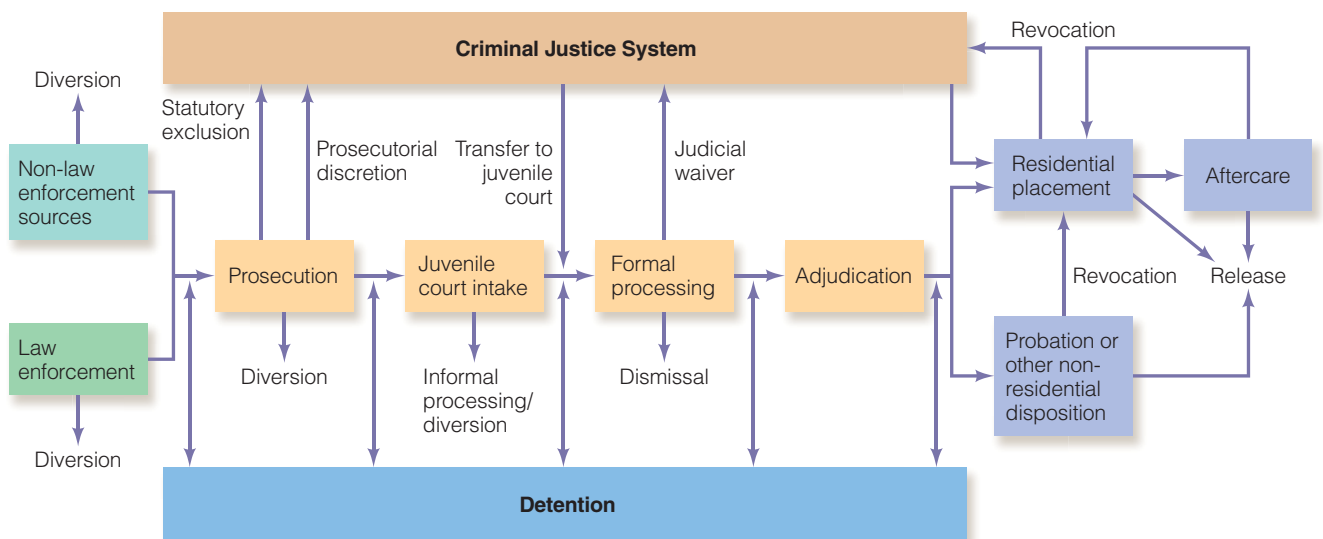 Criminal Justice System
Revocation
Diversion
Statutory
exclusion
Prosecutorial
discretion
Transfer to
juvenile
court
Judicial
waiver
Non-law
enforcement
sources
Residential
placement
Aftercare
Prosecution
Juvenile
court intake
Formal
processing
Adjudication
Revocation
Release
Law
enforcement
Diversion
Informal
processing/
diversion
Dismissal
Probation or
other non-
residential
disposition
Diversion
Detention